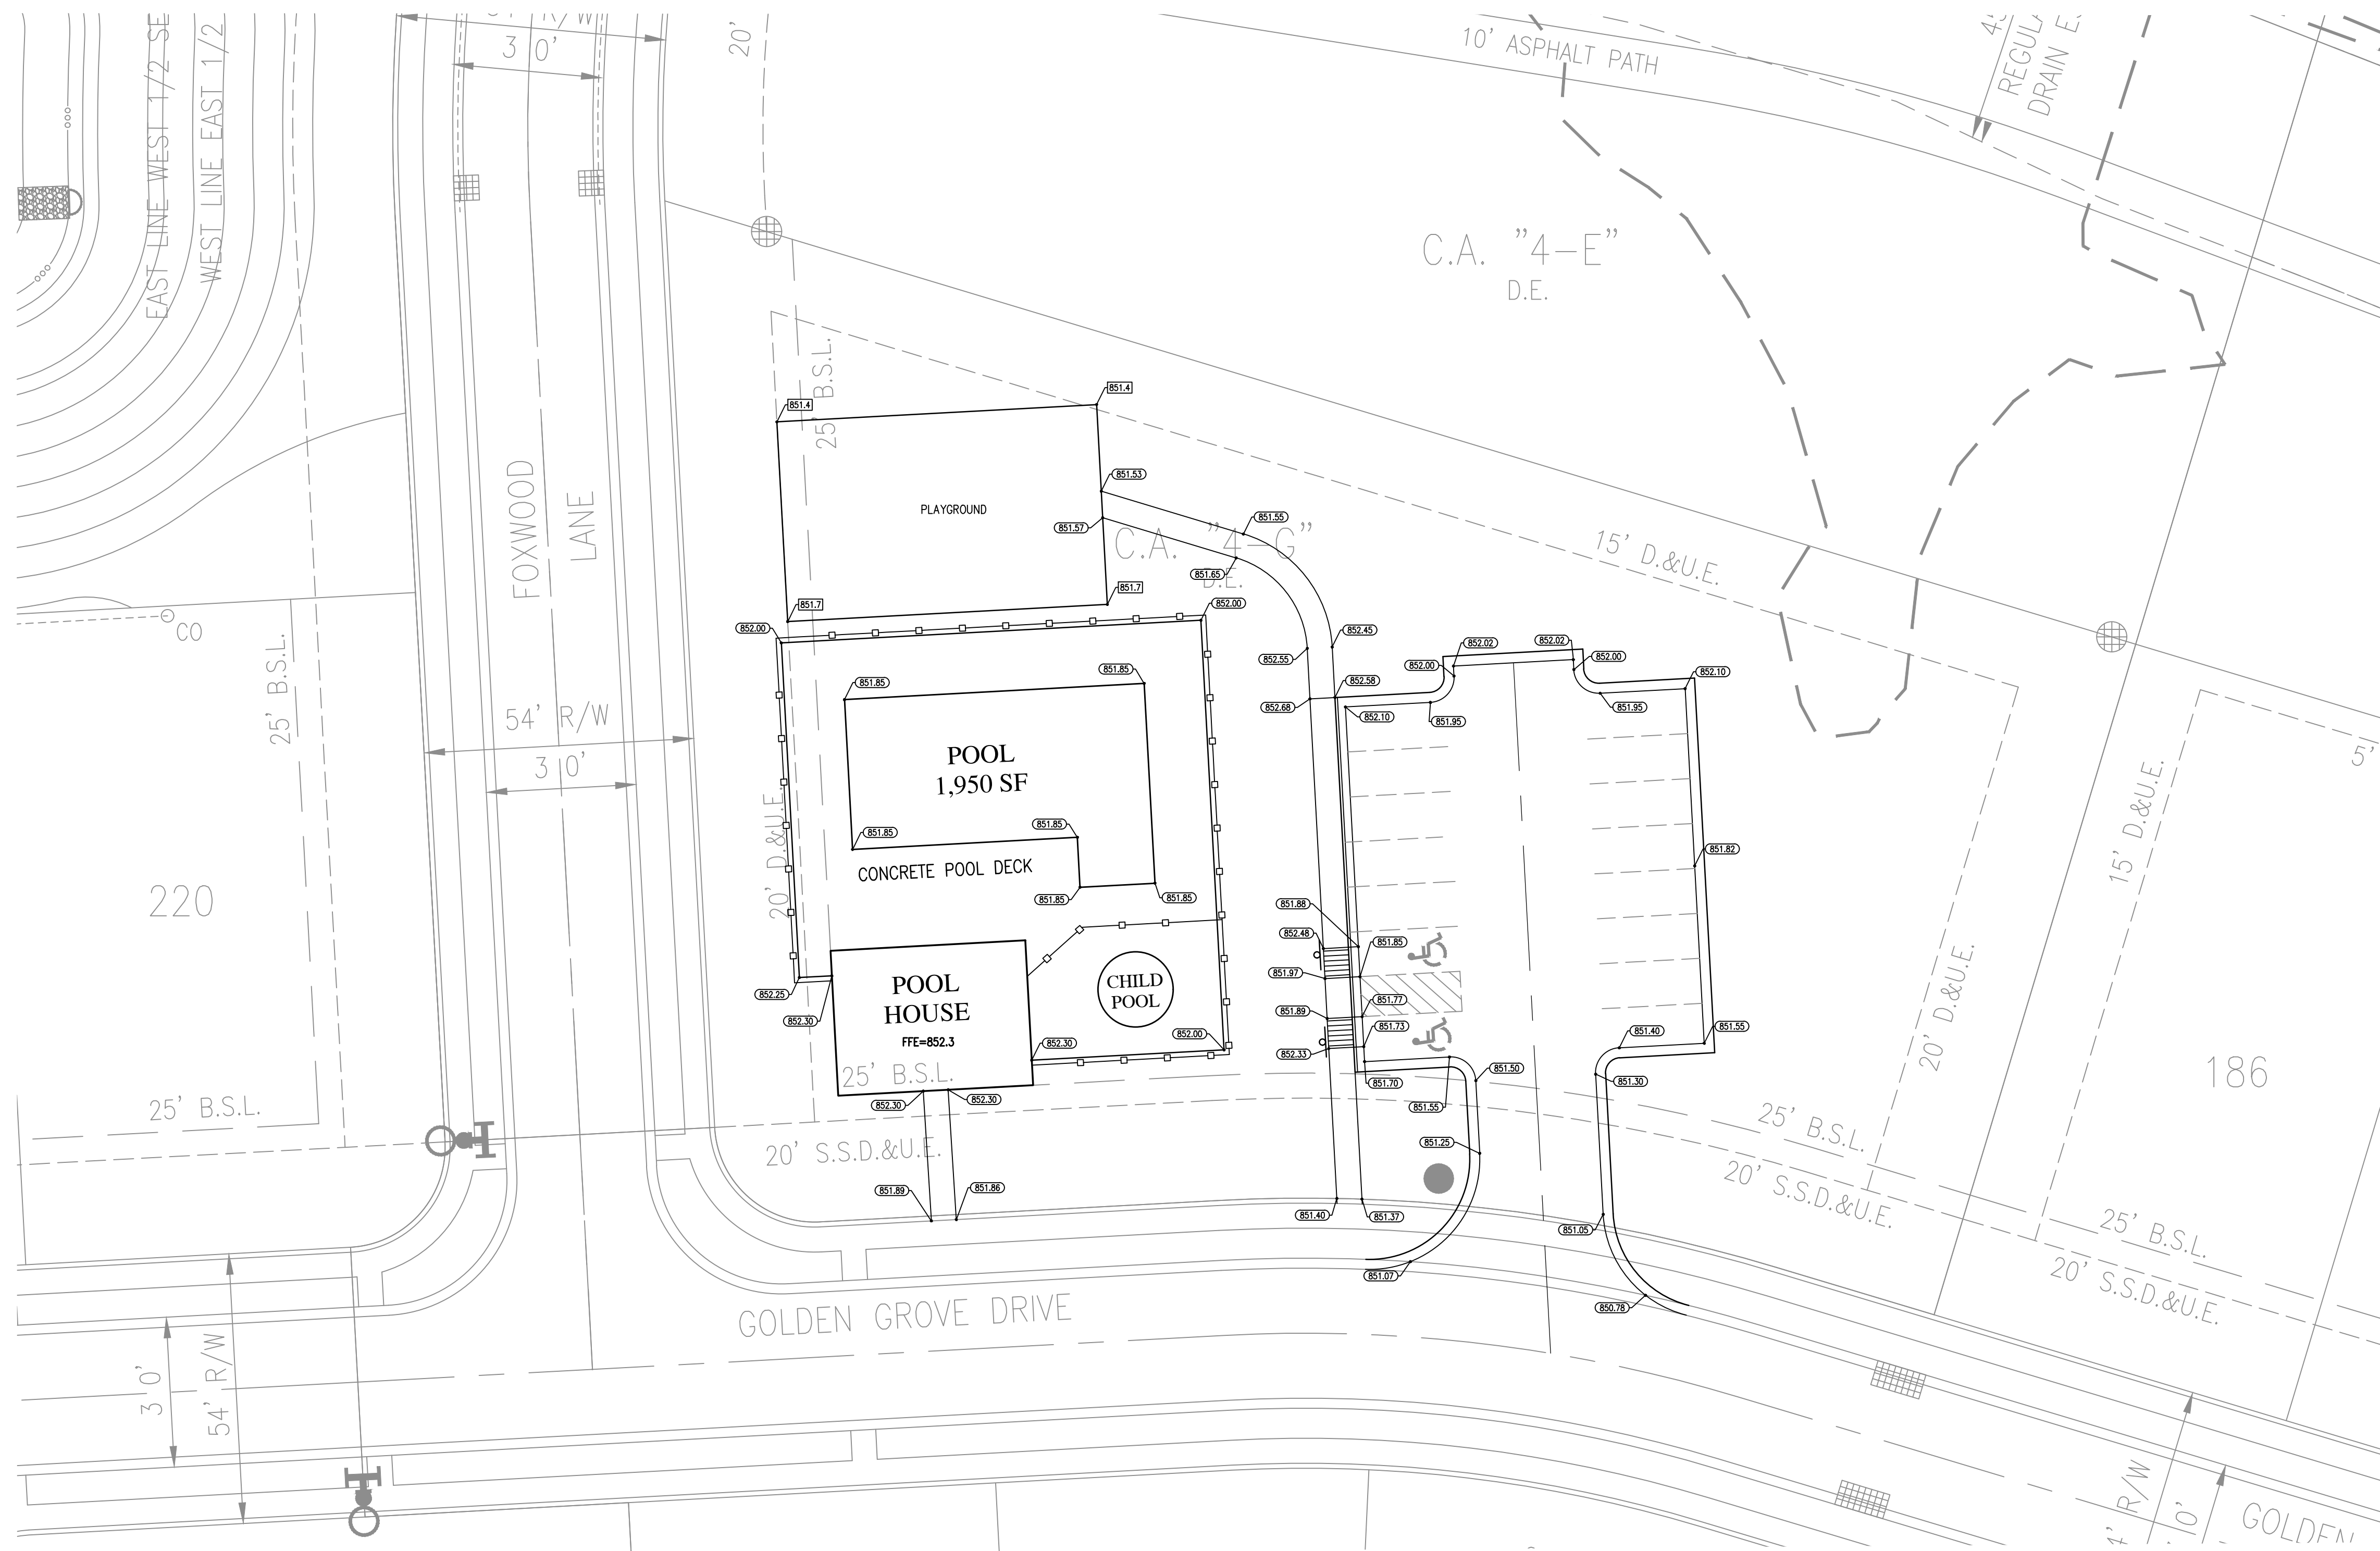 3 0'
20'
10' ASPHALT PATH
EAST LINE WEST 1/2 SE
WEST LINE EAST 1/2
C.A. "4-E"
D.E.
25' B.S.L.
851.4
851.4
FOXWOOD
LANE
PLAYGROUND
851.53
851.57
C.A. "4-G"
D.E.
851.55
851.65
15' D.&U.E.
851.7
851.7
CO
25' B.S.L.
852.00
852.00
852.45
852.55
852.02
852.02
852.00
852.00
852.10
851.85
851.85
852.58
852.68
852.10
851.95
851.95
54' R/W
3 0'
POOL
1,950 SF
5'
20' D.&U.E.
851.85
851.85
851.82
15' D.&U.E.
CONCRETE POOL DECK
851.85
851.85
220
851.88
852.48
851.85
20' D.&U.E.
POOL
HOUSE
FFE=852.3
CHILD
POOL
851.97
852.25
852.30
851.89
851.77
852.00
852.30
851.73
852.33
851.40
851.55
25' B.S.L.
851.70
851.50
851.30
186
852.30
852.30
851.55
25' B.S.L.
25' B.S.L.
20' S.S.D.&U.E.
851.25
20' S.S.D.&U.E.
851.89
851.86
851.40
851.37
851.05
25' B.S.L.
851.07
850.78
20' S.S.D.&U.E.
GOLDEN GROVE DRIVE
3 0'
54' R/W
R/W
0'
GOLDEN